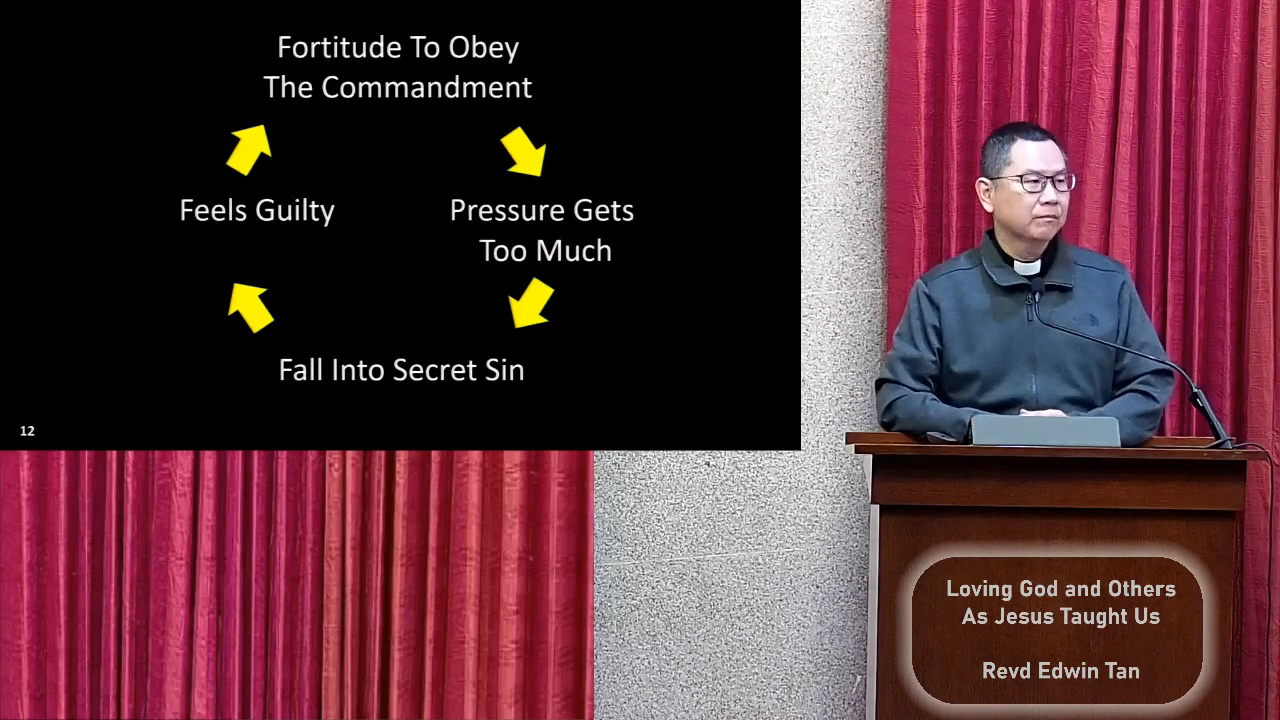 Fortitude To Obey
The Commandment
Feels Guilty
Pressure Gets
Too Much
Fall Into Secret Sin
12
Loving God and Others
As Jesus Taught Us
Revd Edwin Tan